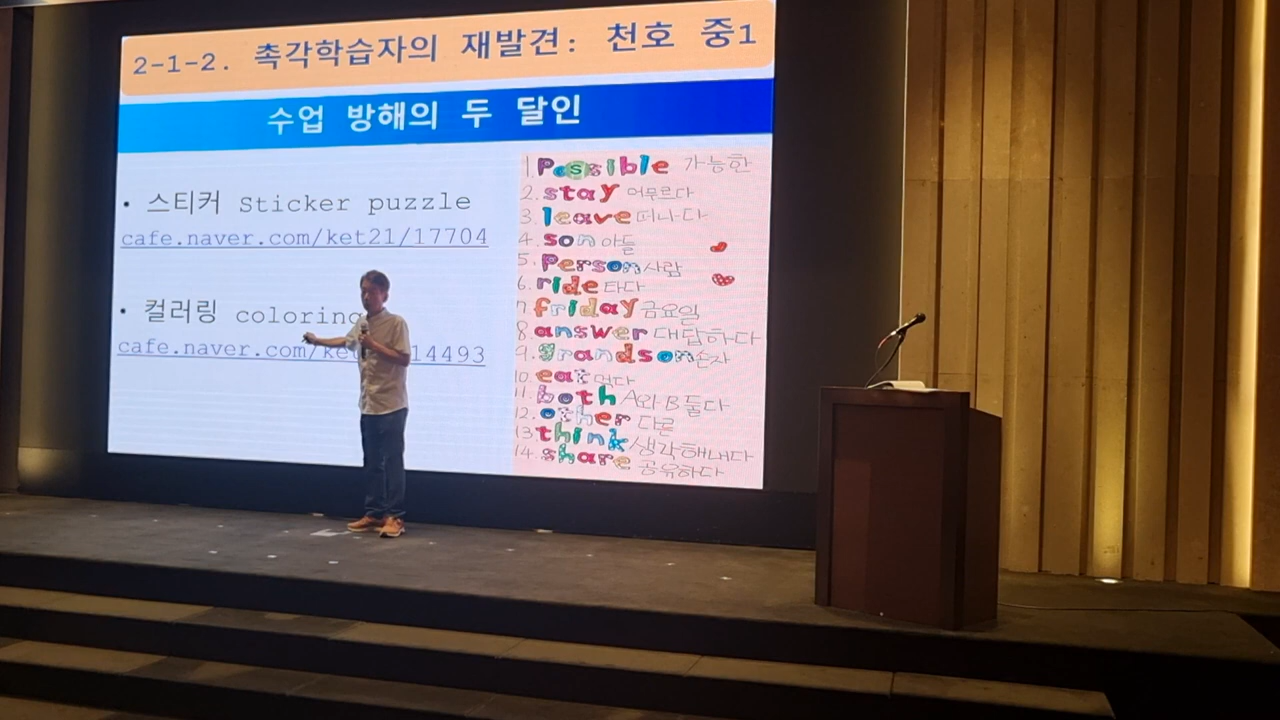 2-1-2. 촉각학습자의 재발견: 천호 중1
수업 방해의 두 달인
• 스티커 Sticker puzzle
cafe.naver.com/ket21/17704
• 컬러링 coloring
cafe.naver.com/ke 14493
1. Possible 가능한
2. stay 머무르다
3. leave 떠나다
4. son 아들
5. Person 사람
6. ride 타다
7. friday 금요일
8. answer 대답하다
9. grandson 손자
10. eat 먹다
11. both A와 B 둘다
12. other 다른
13. think 생각해내다
14. share 공유하다